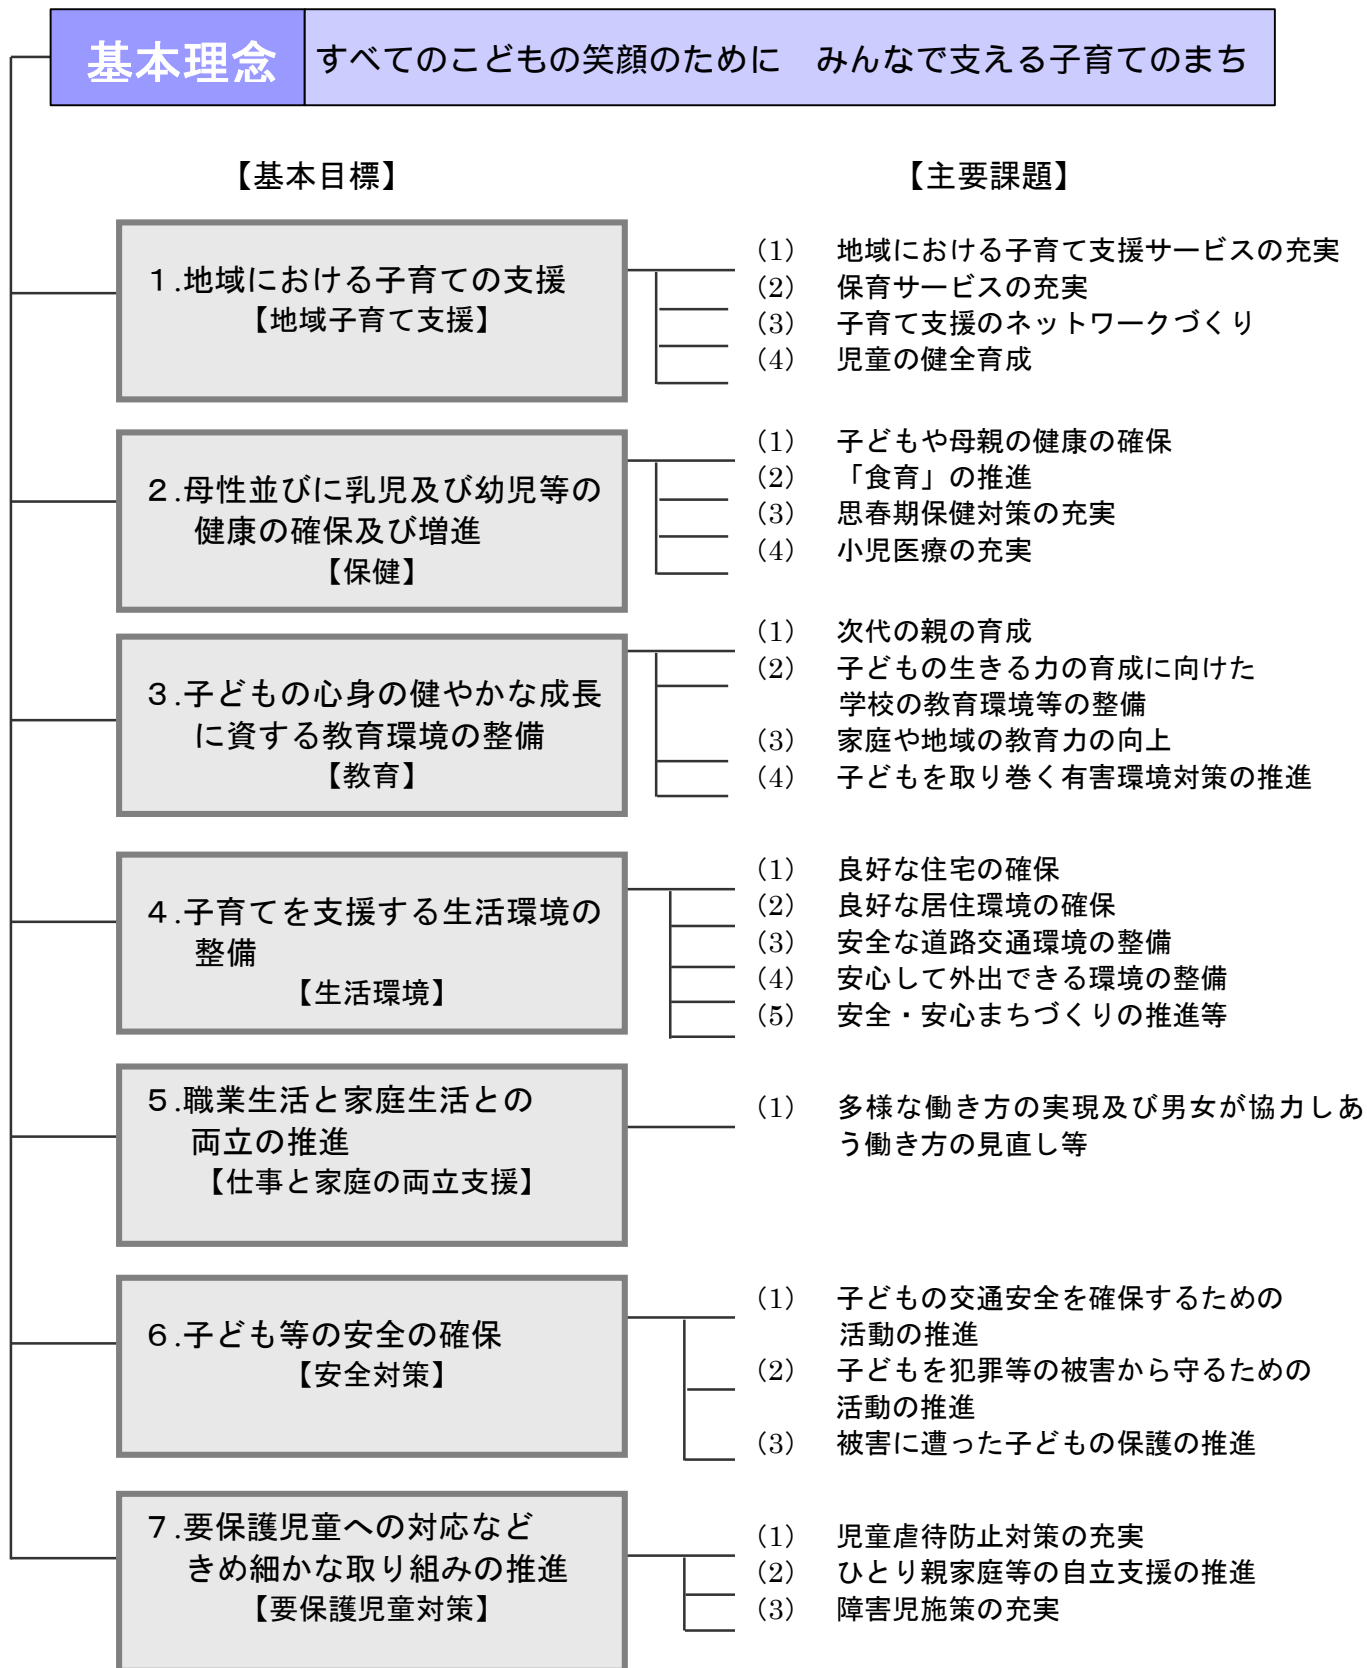 基本理念
すべてのこどもの笑顔のために　みんなで支える子育てのまち
【基本目標】
【主要課題】
１.地域における子育ての支援
【地域子育て支援】
(1)　地域における子育て支援サービスの充実
(2)　保育サービスの充実
(3)　子育て支援のネットワークづくり
(4)　児童の健全育成
２.母性並びに乳児及び幼児等の
健康の確保及び増進
【保健】
(1)　子どもや母親の健康の確保
(2)　「食育」の推進
(3)　思春期保健対策の充実
(4)　小児医療の充実
３.子どもの心身の健やかな成長
に資する教育環境の整備
【教育】
(1)　次代の親の育成
(2)　子どもの生きる力の育成に向けた
学校の教育環境等の整備
(3)　家庭や地域の教育力の向上
(4)　子どもを取り巻く有害環境対策の推進
４.子育てを支援する生活環境の
整備
【生活環境】
(1)　良好な住宅の確保
(2)　良好な居住環境の確保
(3)　安全な道路交通環境の整備
(4)　安心して外出できる環境の整備
(5)　安全・安心まちづくりの推進等
５.職業生活と家庭生活との
両立の推進
【仕事と家庭の両立支援】
(1)　多様な働き方の実現及び男女が協力しあ
う働き方の見直し等
６.子ども等の安全の確保
【安全対策】
(1)　子どもの交通安全を確保するための
活動の推進
(2)　子どもを犯罪等の被害から守るための
活動の推進
(3)　被害に遭った子どもの保護の推進
７.要保護児童への対応など
きめ細かな取り組みの推進
【要保護児童対策】
(1)　児童虐待防止対策の充実
(2)　ひとり親家庭等の自立支援の推進
(3)　障害児施策の充実